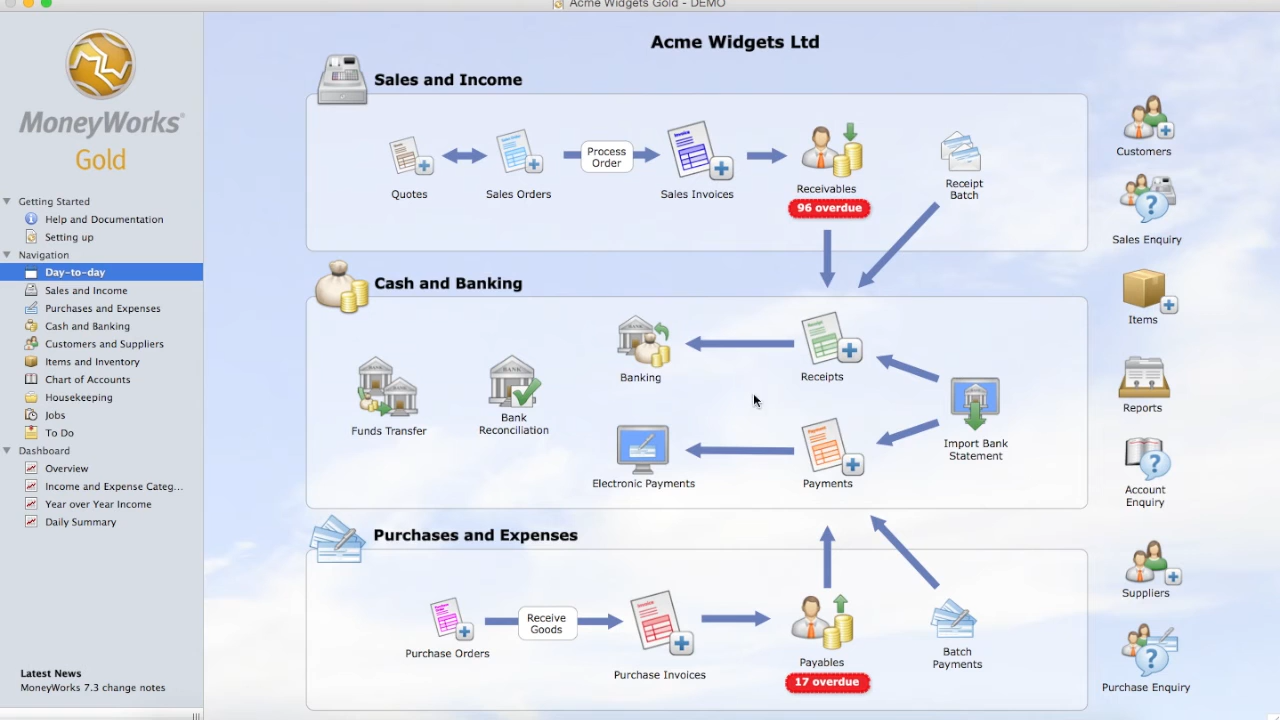 Acme Widgets Gold - DEMO
MoneyWorks®
Gold
Getting Started
Help and Documentation
Setting up
Navigation
Day-to-day
Sales and Income
Purchases and Expenses
Cash and Banking
Customers and Suppliers
Items and Inventory
Chart of Accounts
Housekeeping
Jobs
To Do
Dashboard
Overview
Income and Expense Categ...
Year over Year Income
Daily Summary
Latest News
MoneyWorks 7.3 change notes
Acme Widgets Ltd
Sales and Income
Quotes
Sales Orders
Process
Order
Invoice
Sales Invoices
Receivables
96 overdue
Receipt
Batch
Cash and Banking
Funds Transfer
BANK
Bank
Reconciliation
Banking
Electronic Payments
Receipt
Receipts
Payment
Payments
Import Bank
Statement
Purchases and Expenses
Purchase Orders
Receive
Goods
Invoice
Purchase Invoices
Payables
17 overdue
Batch
Payments
Customers
Sales Enquiry
Items
Reports
Account
Enquiry
Suppliers
Purchase Enquiry